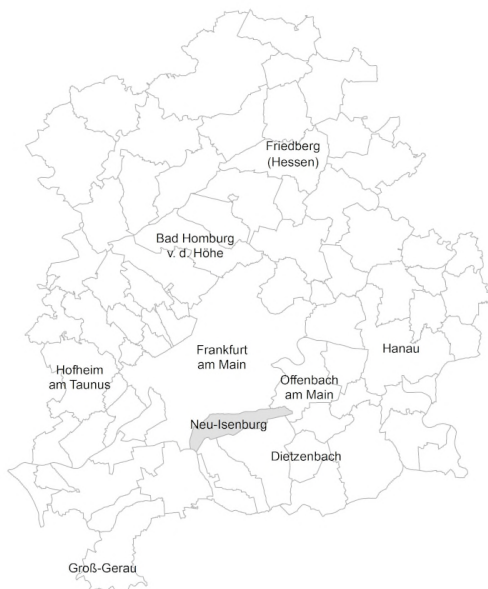 Friedberg
(Hessen)
Bad Homburg
v. d. Höhe
Frankfurt
am Main
Hanau
Hofheim
am Taunus
Offenbach
am Main
Neu-Isenburg
Dietzenbach
Groß-Gerau